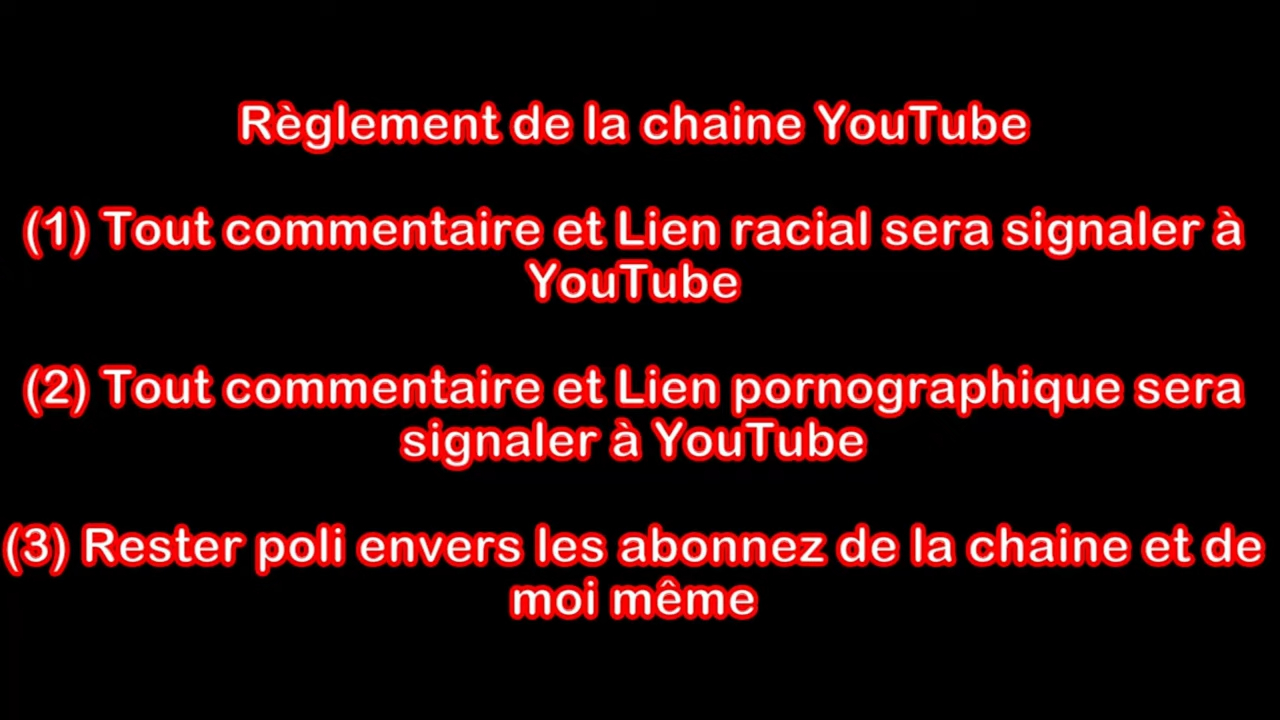 Règlement de la chaine YouTube
(1) Tout commentaire et Lien racial sera signaler à
YouTube
(2) Tout commentaire et Lien pornographique sera
signaler à YouTube
(3) Rester poli envers les abonnez de la chaine et de
moi même